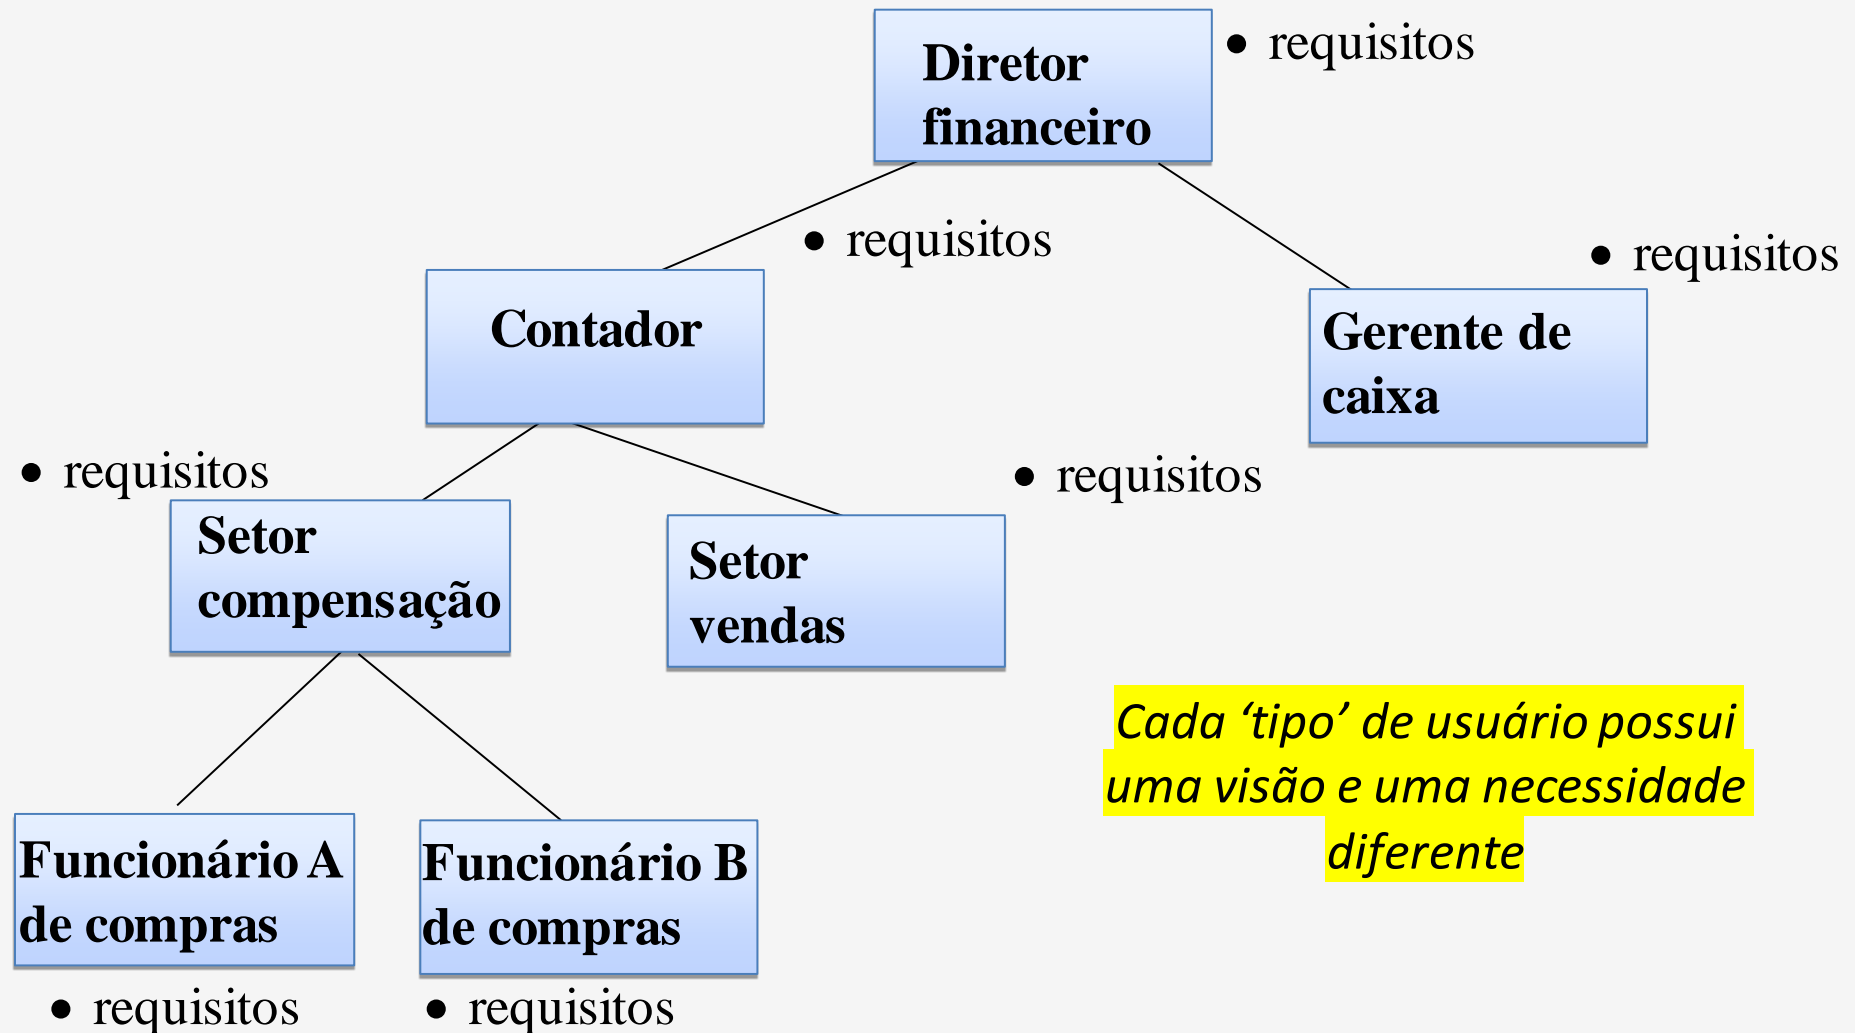 Diretor
financeiro
• requisitos
• requisitos
• requisitos
Contador
Gerente de
caixa
• requisitos
• requisitos
Setor
compensação
Setor
vendas
Cada ‘tipo’ de usuário possui
uma visão e uma necessidade
diferente
Funcionário A
de compras
Funcionário B
de compras
• requisitos
• requisitos